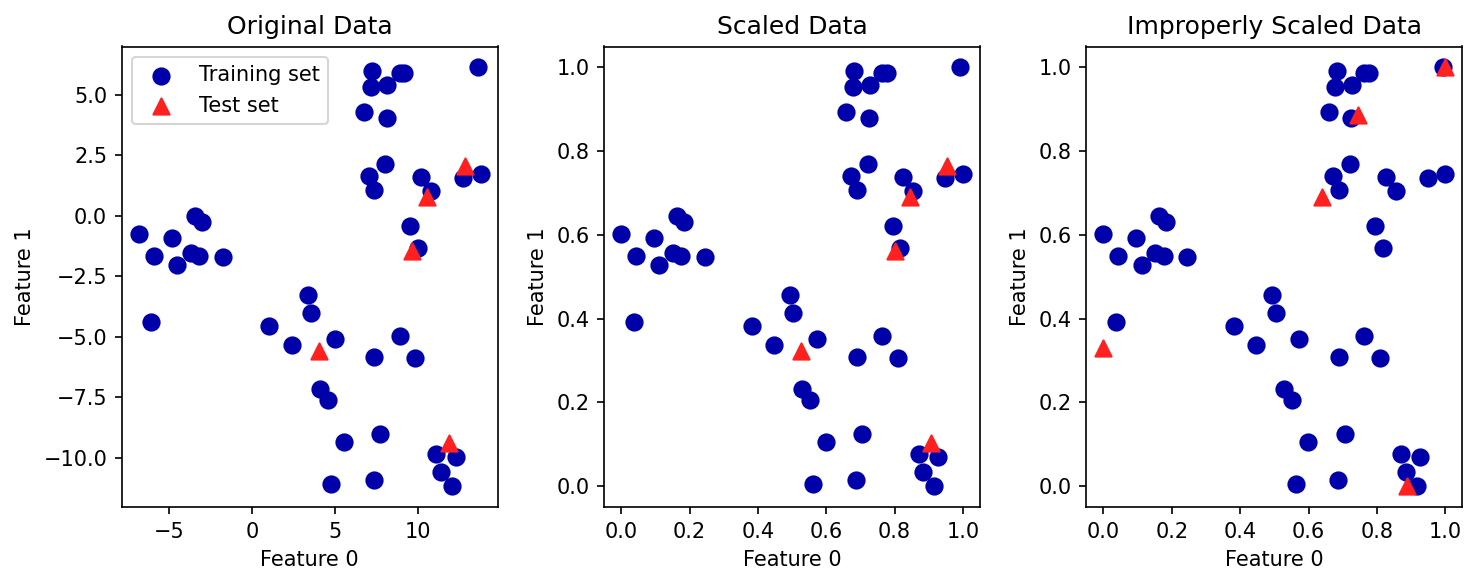 Original Data
Training set
Test set
5.0
2.5
0.0
−2.5
−5.0
−7.5
−10.0
Feature 1
−5 0 5 10
Feature 0
Scaled Data
1.0
0.8
0.6
0.4
0.2
0.0
Feature 1
0.0 0.2 0.4 0.6 0.8 1.0
Feature 0
Improperly Scaled Data
1.0
0.8
0.6
0.4
0.2
0.0
Feature 1
0.0 0.2 0.4 0.6 0.8 1.0
Feature 0